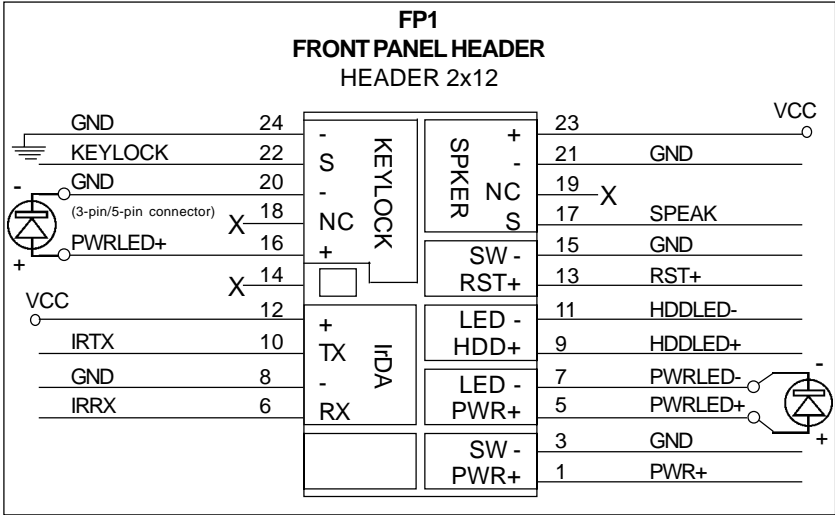 FP1
FRONT PANEL HEADER
HEADER 2x12
VCC
GND 24 - + 23
KEYLOCK 22 S - 21 GND
- GND 20 - NC 19 X
(3-pin/5-pin connector) X 18 NC S 17 SPEAK
KEYLOCK SPKER
+ PWRLED+ 16 + SW - 15 GND
X 14 RST+ 13 RST+
VCC 12 + LED - 11 HDDLED-
IRTX 10 TX HDD+ 9 HDDLED+
IrDA
GND 8 - LED - 7 PWRLED- -
IRRX 6 RX PWR+ 5 PWRLED+ +
SW - 3 GND
PWR+ 1 PWR+